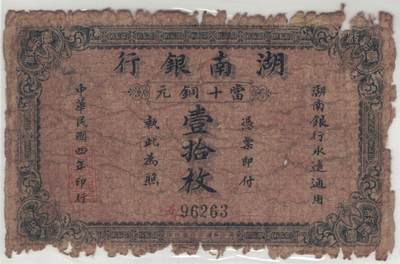 湖南銀行
當十銅元
湖南銀行永遠通用
憑票即付
壹拾枚
執此為照
中華民國四年印行
96263